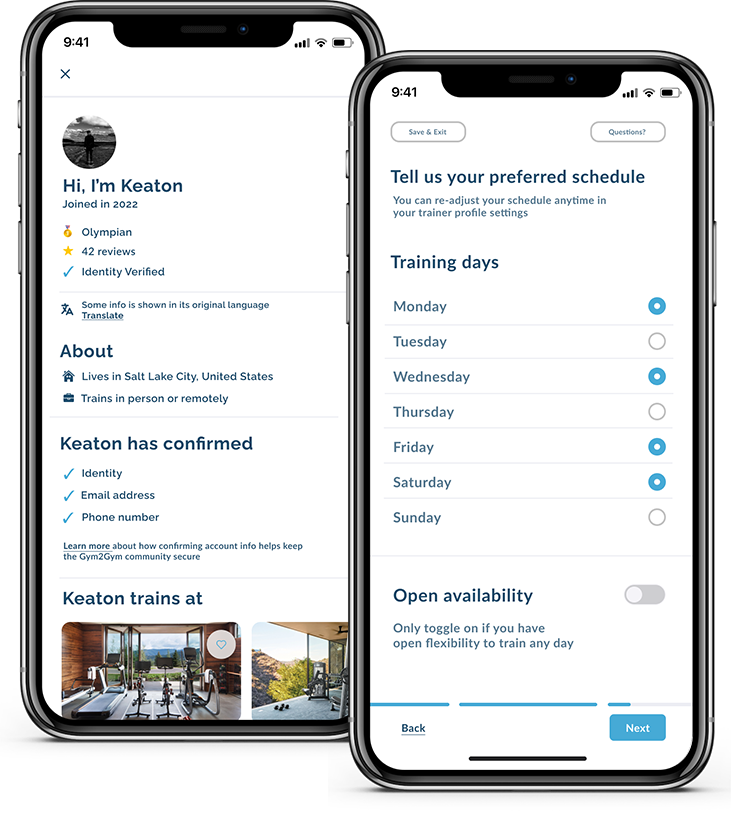 9:41
Hi, I'm Keaton
Joined in 2022
Olympian
42 reviews
Identity Verified
Some info is shown in its original language
Translate
About
Lives in Salt Lake City, United States
Trains in person or remotely
Keaton has confirmed
Identity
Email address
Phone number
Learn more about how confirming account info helps keep
the Gym2Gym community secure
Keaton trains at
9:41
Save & Exit
Questions?
Tell us your preferred schedule
You can re-adjust your schedule anytime in
your trainer profile settings
Training days
Monday
Tuesday
Wednesday
Thursday
Friday
Saturday
Sunday
Open availability
Only toggle on if you have
open flexibility to train any day
Back
Next